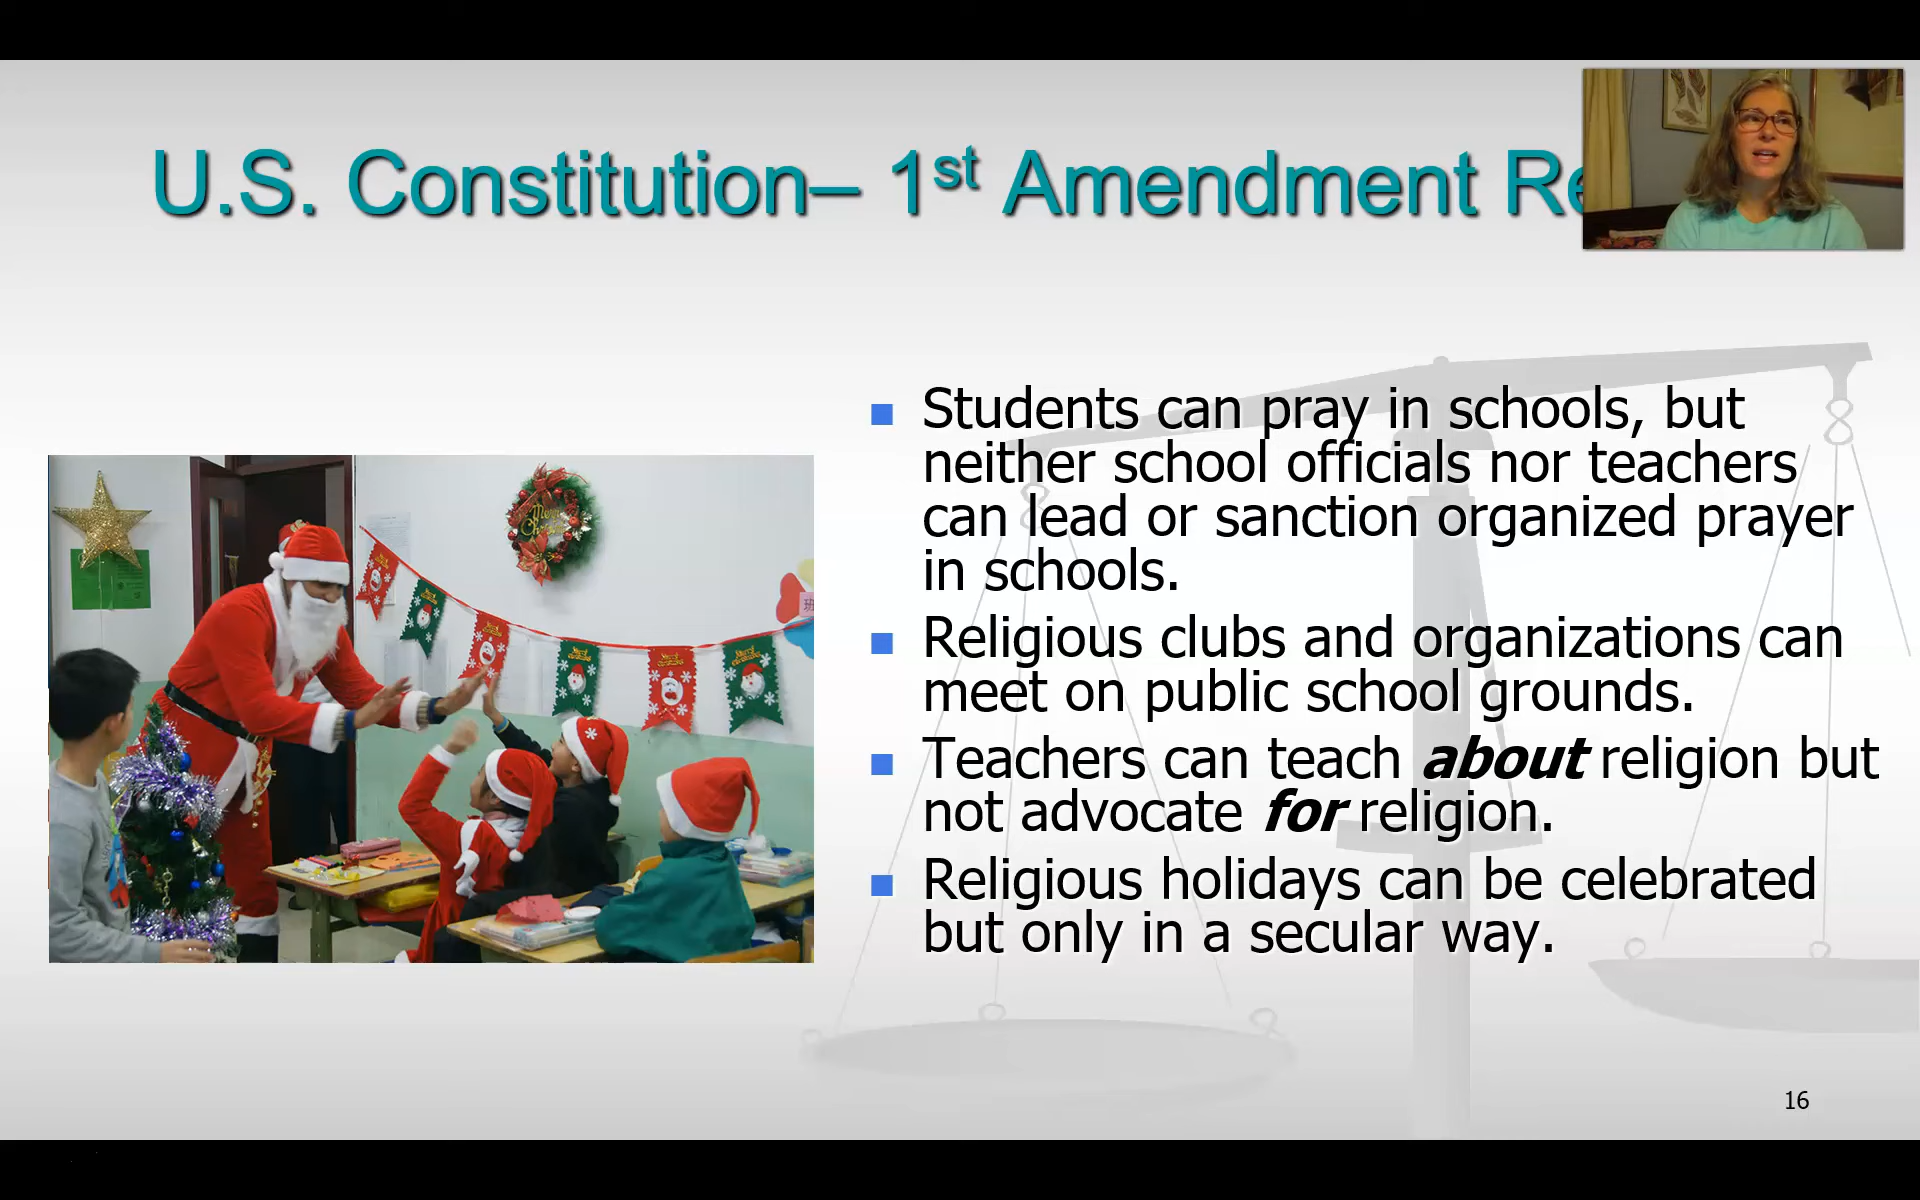 U.S. Constitution– 1st Amendment Re
Students can pray in schools, but
neither school officials nor teachers
can lead or sanction organized prayer
in schools.
Religious clubs and organizations can
meet on public school grounds.
Teachers can teach about religion but
not advocate for religion.
Religious holidays can be celebrated
but only in a secular way.
16